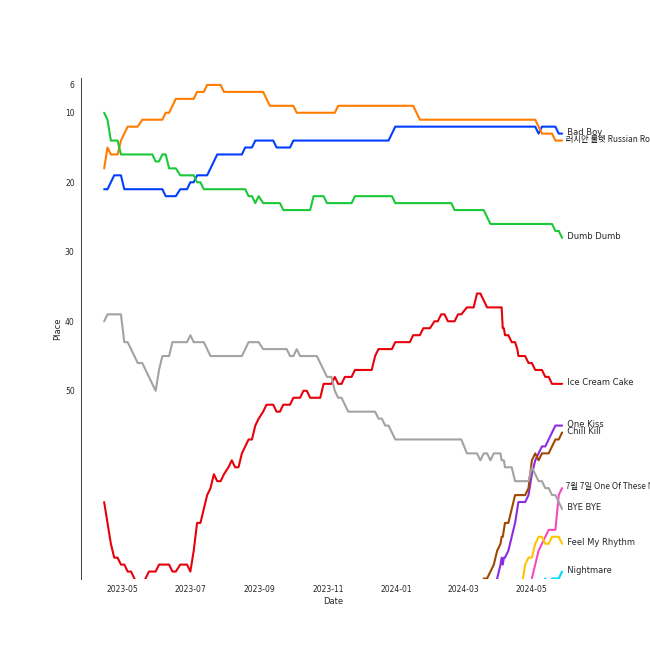 6
10
20
30
40
50
Place
2023-05
2023-07
2023-09
2023-11
2024-01
2024-03
2024-05
Date
Bad Boy
러시안 룰렛 Russian Ro
Dumb Dumb
Ice Cream Cake
One Kiss
Chill Kill
7월 7일 One Of These N
BYE BYE
Feel My Rhythm
Nightmare